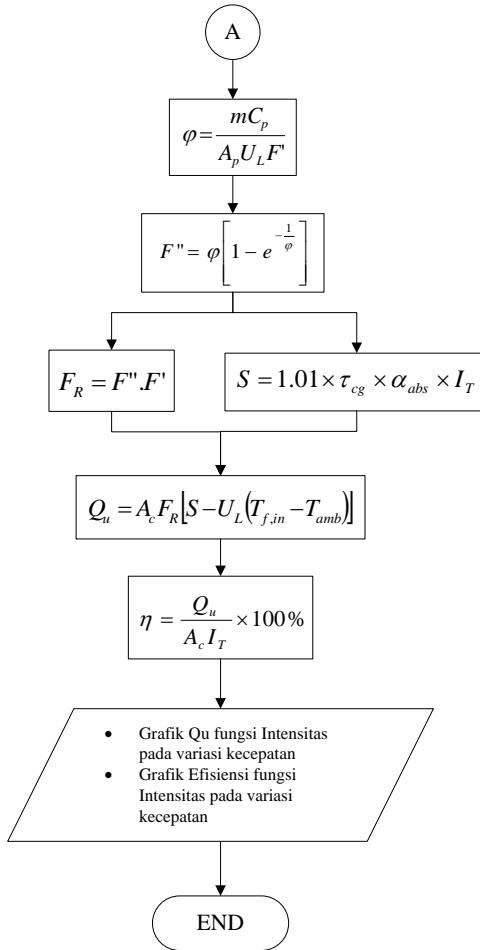 A
φ = mC_p / A_p U_L F'
F" = φ[1 − e^(−1/φ)]
F_R = F".F'
S = 1.01 × τ_cg × α_abs × I_T
Q_u = A_c F_R [S − U_L (T_f,in − T_amb)]
η = Q_u / A_c I_T × 100%
• Grafik Qu fungsi Intensitas
pada variasi kecepatan
• Grafik Efisiensi fungsi
Intensitas pada variasi
kecepatan
END